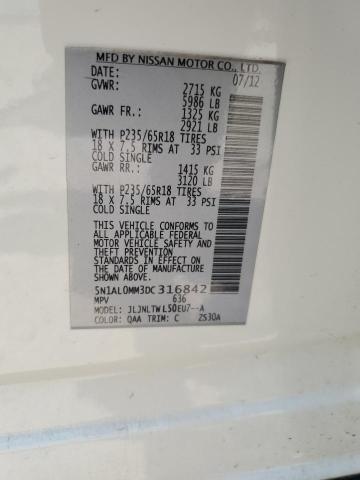 MFD BY NISSAN MOTOR CO., LTD.
DATE: 07/12
GVWR: 2715 KG
5986 LB
GAWR FR.: 1325 KG
2921 LB
WITH P235/65R18 TIRES
18 X 7.5 RIMS AT 33 PSI
COLD SINGLE
GAWR RR.: 1415 KG
3120 LB
WITH P235/65R18 TIRES
18 X 7.5 RIMS AT 33 PSI
COLD SINGLE
THIS VEHICLE CONFORMS TO
ALL APPLICABLE FEDERAL
MOTOR VEHICLE SAFETY
STANDARDS IN EFFECT ON
THE DATE OF MANUFACTURE
SHOWN ABOVE.
5N1AL0MM3DC316842
MPV 636
MODEL: JLJNLTWL50EU7--A
COLOR: QAA TRIM: C ZS30A